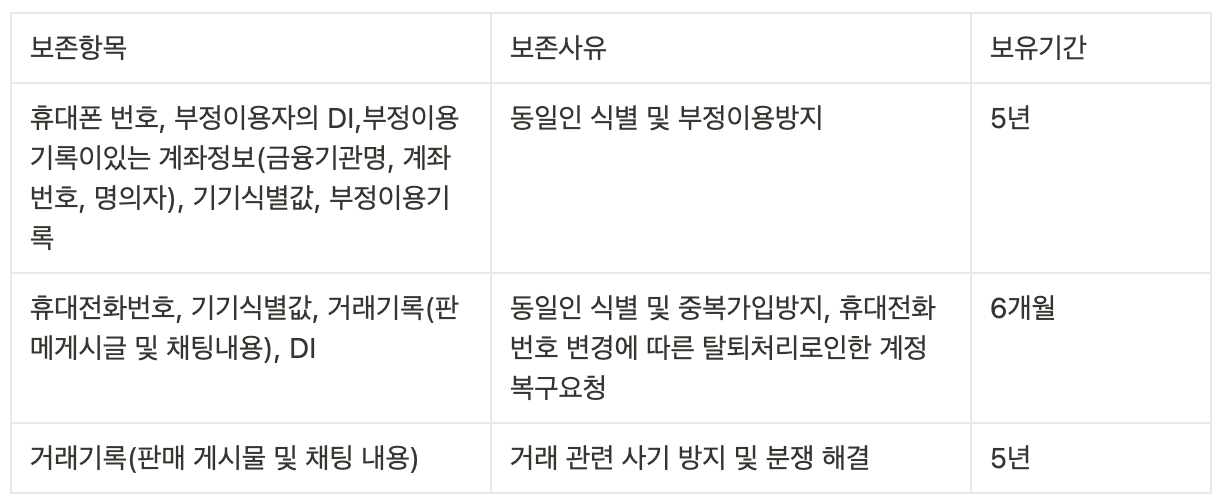 보존항목
보존사유
보유기간
휴대폰 번호, 부정이용자의 DI,부정이용
기록이있는 계좌정보(금융기관명, 계좌
번호, 명의자), 기기식별값, 부정이용기
록
동일인 식별 및 부정이용방지
5년
휴대전화번호, 기기식별값, 거래기록(판
메게시글 및 채팅내용), DI
동일인 식별 및 중복가입방지, 휴대전화
번호 변경에 따른 탈퇴처리로인한 계정
복구요청
6개월
거래기록(판매 게시물 및 채팅 내용)
거래 관련 사기 방지 및 분쟁 해결
5년